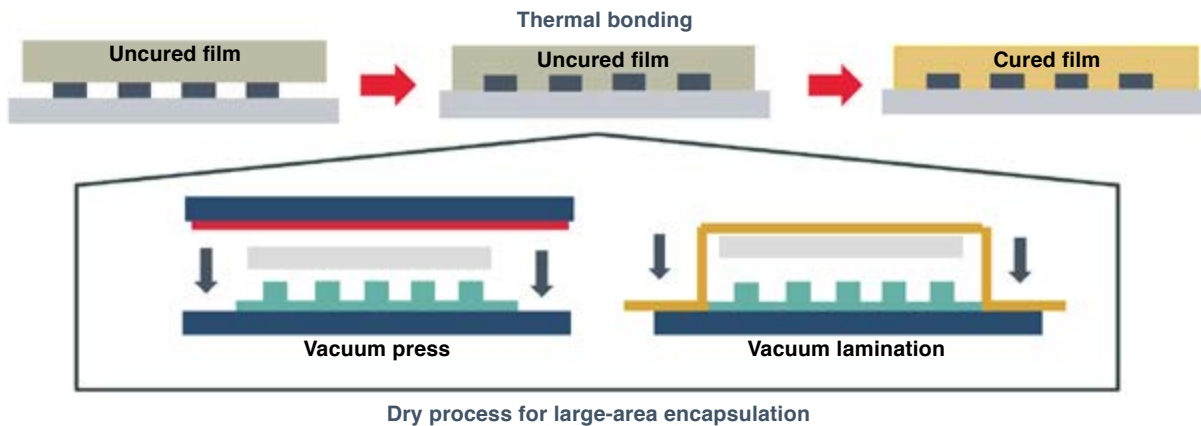 Thermal bonding
Uncured film
Uncured film
Cured film
Vacuum press
Vacuum lamination
Dry process for large-area encapsulation